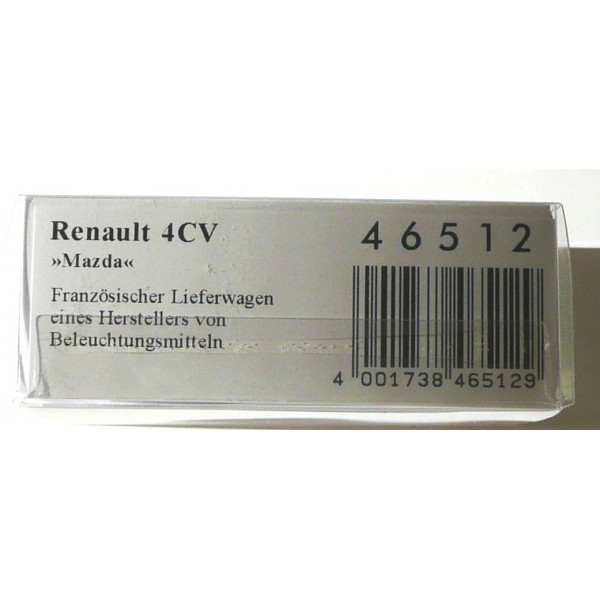 Renault 4CV
»Mazda«
Französischer Lieferwagen
eines Herstellers von
Beleuchtungsmitteln
46512
4 001738 465129